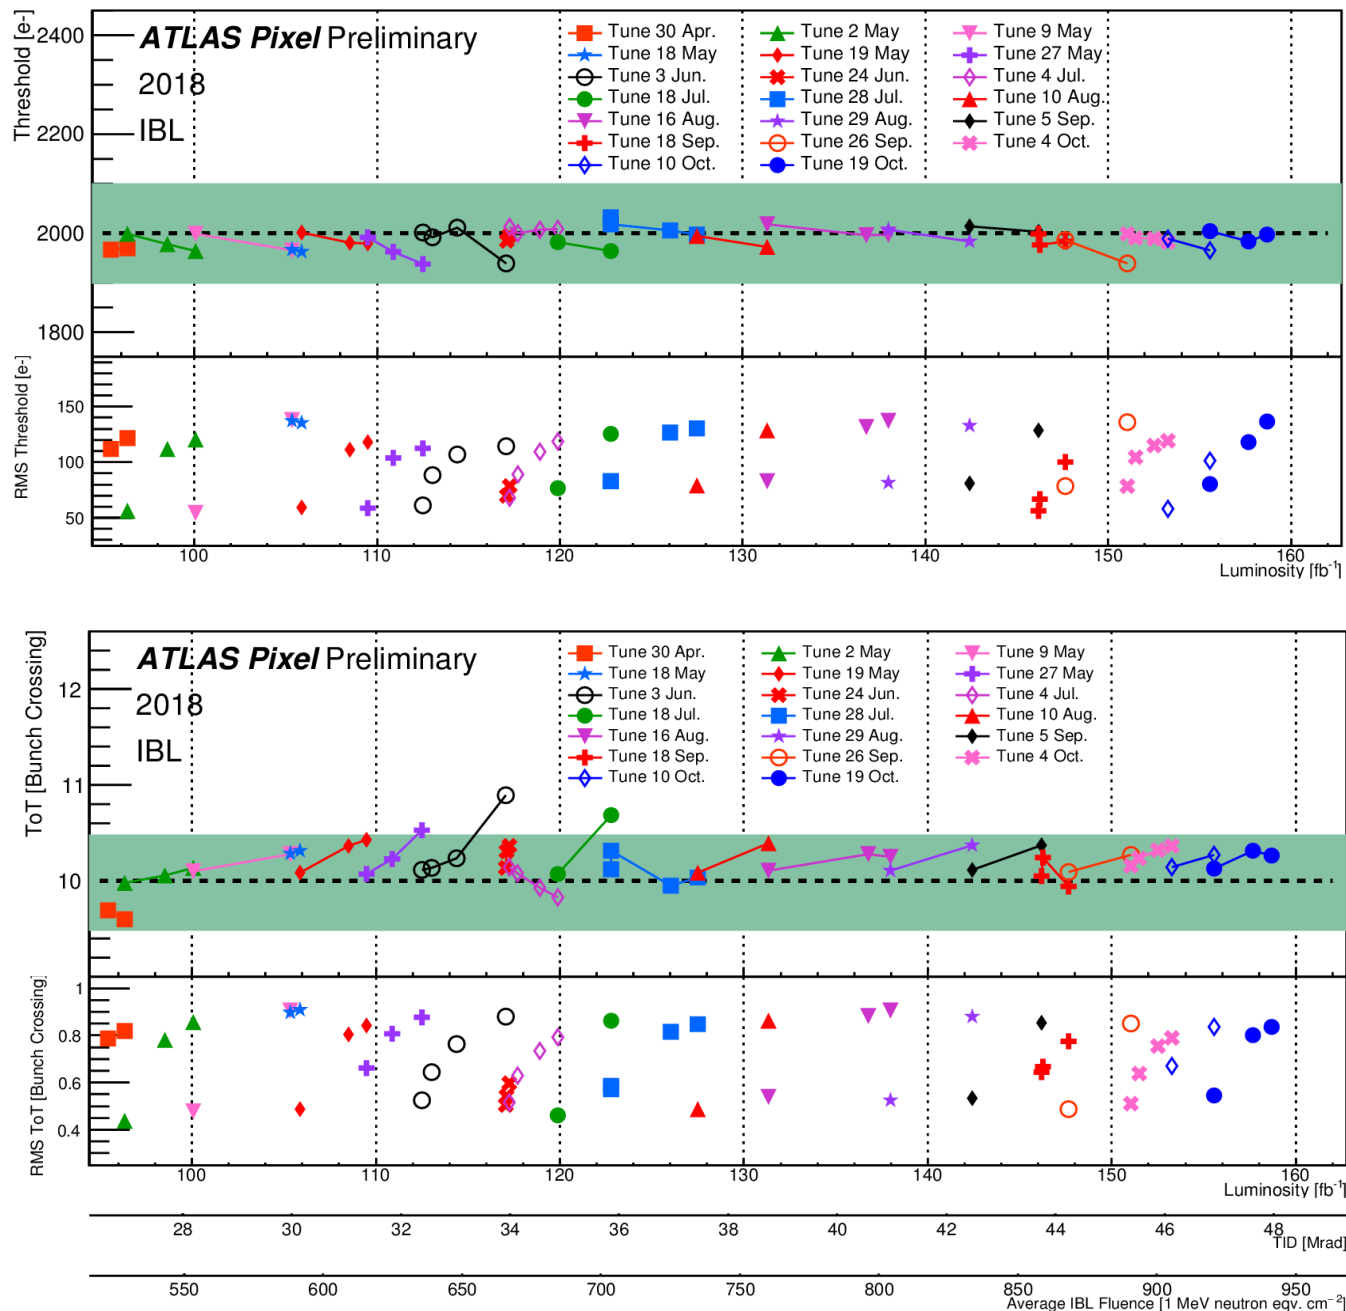 Threshold [e-]
2400
2200
2000
1800
ATLAS Pixel Preliminary
2018
IBL
Tune 30 Apr.
Tune 2 May
Tune 9 May
Tune 18 May
Tune 19 May
Tune 27 May
Tune 3 Jun.
Tune 24 Jun.
Tune 4 Jul.
Tune 18 Jul.
Tune 28 Jul.
Tune 10 Aug.
Tune 16 Aug.
Tune 29 Aug.
Tune 5 Sep.
Tune 18 Sep.
Tune 26 Sep.
Tune 4 Oct.
Tune 10 Oct.
Tune 19 Oct.
RMS Threshold [e-]
150
100
50
100 110 120 130 140 150 160
Luminosity [fb⁻¹]
ToT [Bunch Crossing]
12
11
10
ATLAS Pixel Preliminary
2018
IBL
Tune 30 Apr.
Tune 2 May
Tune 9 May
Tune 18 May
Tune 19 May
Tune 27 May
Tune 3 Jun.
Tune 24 Jun.
Tune 4 Jul.
Tune 18 Jul.
Tune 28 Jul.
Tune 10 Aug.
Tune 16 Aug.
Tune 29 Aug.
Tune 5 Sep.
Tune 18 Sep.
Tune 26 Sep.
Tune 4 Oct.
Tune 10 Oct.
Tune 19 Oct.
RMS ToT [Bunch Crossing]
1
0.8
0.6
0.4
100 110 120 130 140 150 160
Luminosity [fb⁻¹]
28 30 32 34 36 38 40 42 44 46 48
TID [Mrad]
550 600 650 700 750 800 850 900 950
Average IBL Fluence [1 MeV neutron eqv. cm⁻²]